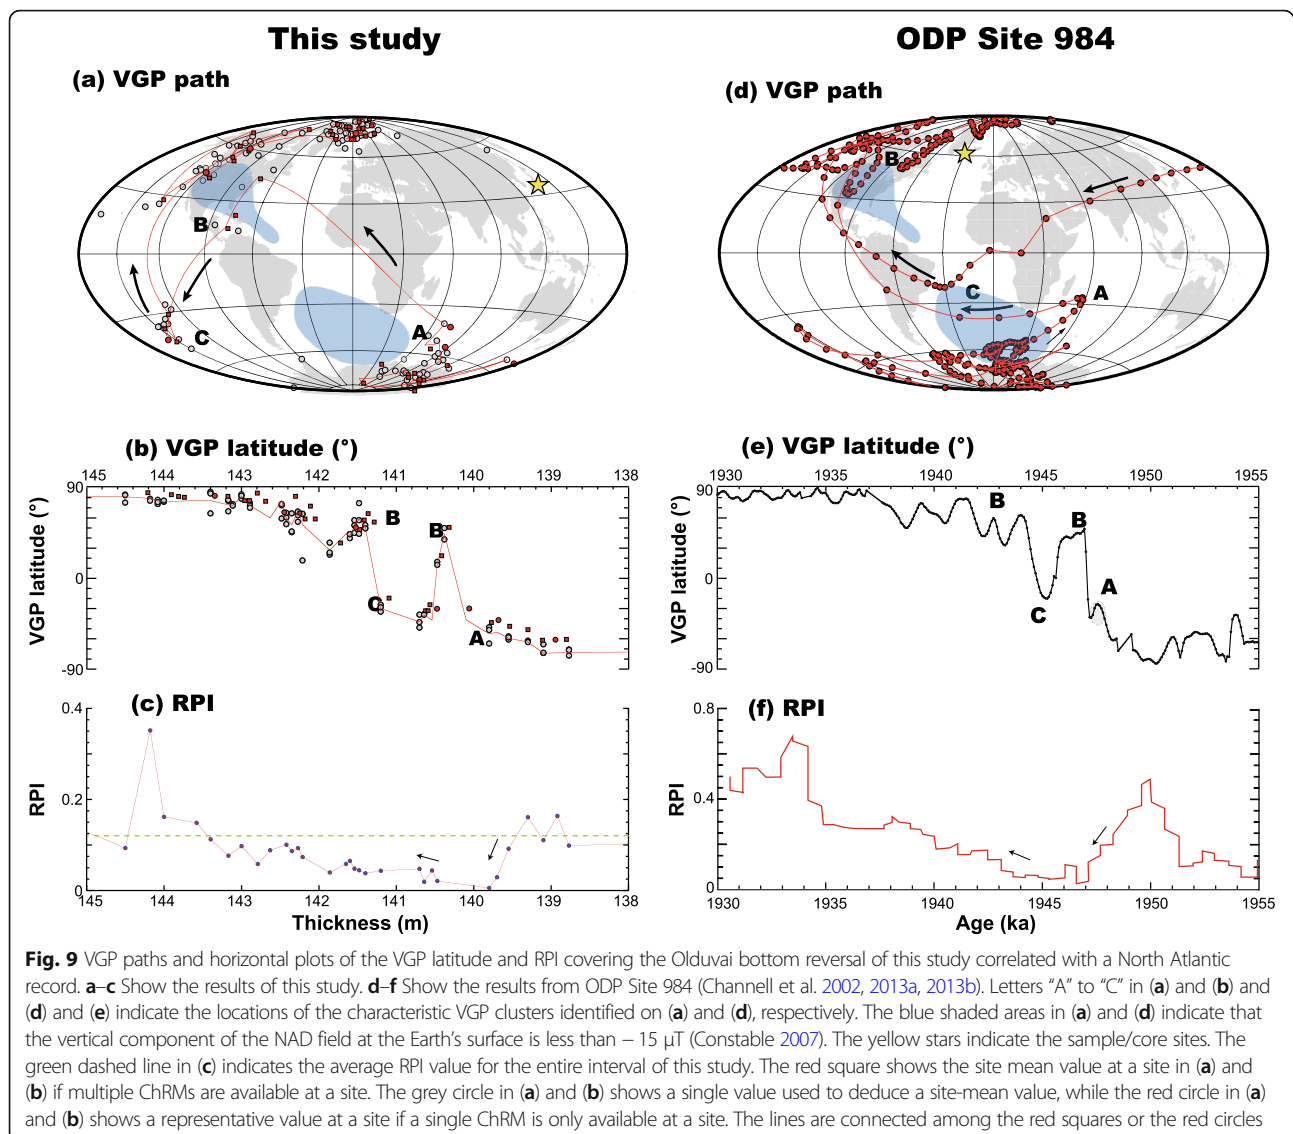 This study
ODP Site 984
(a) VGP path
(d) VGP path
A
B
C
A
B
C
(b) VGP latitude (°)
145 144 143 142 141 140 139 138
90
0
-90
VGP latitude (°)
B
B
C
A
(e) VGP latitude (°)
1930 1935 1940 1945 1950 1955
90
0
-90
VGP latitude (°)
B
B
A
C
(c) RPI
0.4
0.2
0
RPI
145 144 143 142 141 140 139 138
Thickness (m)
(f) RPI
0.8
0.4
0
RPI
1930 1935 1940 1945 1950 1955
Age (ka)
Fig. 9 VGP paths and horizontal plots of the VGP latitude and RPI covering the Olduvai bottom reversal of this study correlated with a North Atlantic
record. a–c Show the results of this study. d–f Show the results from ODP Site 984 (Channell et al. 2002, 2013a, 2013b). Letters “A” to “C” in (a) and (b) and
(d) and (e) indicate the locations of the characteristic VGP clusters identified on (a) and (d), respectively. The blue shaded areas in (a) and (d) indicate that
the vertical component of the NAD field at the Earth’s surface is less than − 15 μT (Constable 2007). The yellow stars indicate the sample/core sites. The
green dashed line in (c) indicates the average RPI value for the entire interval of this study. The red square shows the site mean value at a site in (a) and
(b) if multiple ChRMs are available at a site. The grey circle in (a) and (b) shows a single value used to deduce a site-mean value, while the red circle in (a)
and (b) shows a representative value at a site if a single ChRM is only available at a site. The lines are connected among the red squares or the red circles